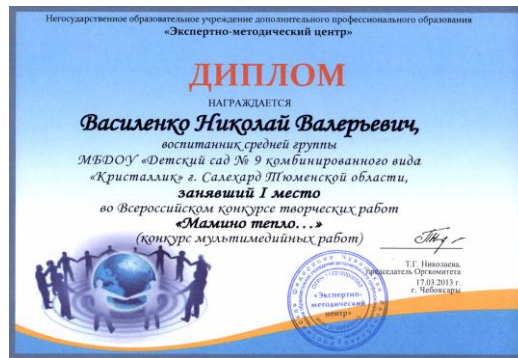 Негосударственное образовательное учреждение дополнительного профессионального образования
«Экспертно-методический центр»
ДИПЛОМ
НАГРАЖДАЕТСЯ
Василенко Николай Валерьевич,
воспитанник средней группы
МБДОУ «Детский сад № 9 комбинированного вида
«Кристаллик» г. Салехард Тюменской области,
занявший I место
во Всероссийском конкурсе творческих работ
«Мамино тепло...»
(конкурс мультимедийных работ)
Т.Г. Николаева,
председатель Оргкомитета
17.03.2013 г.
г. Чебоксары
«Экспертно-
методический
центр»